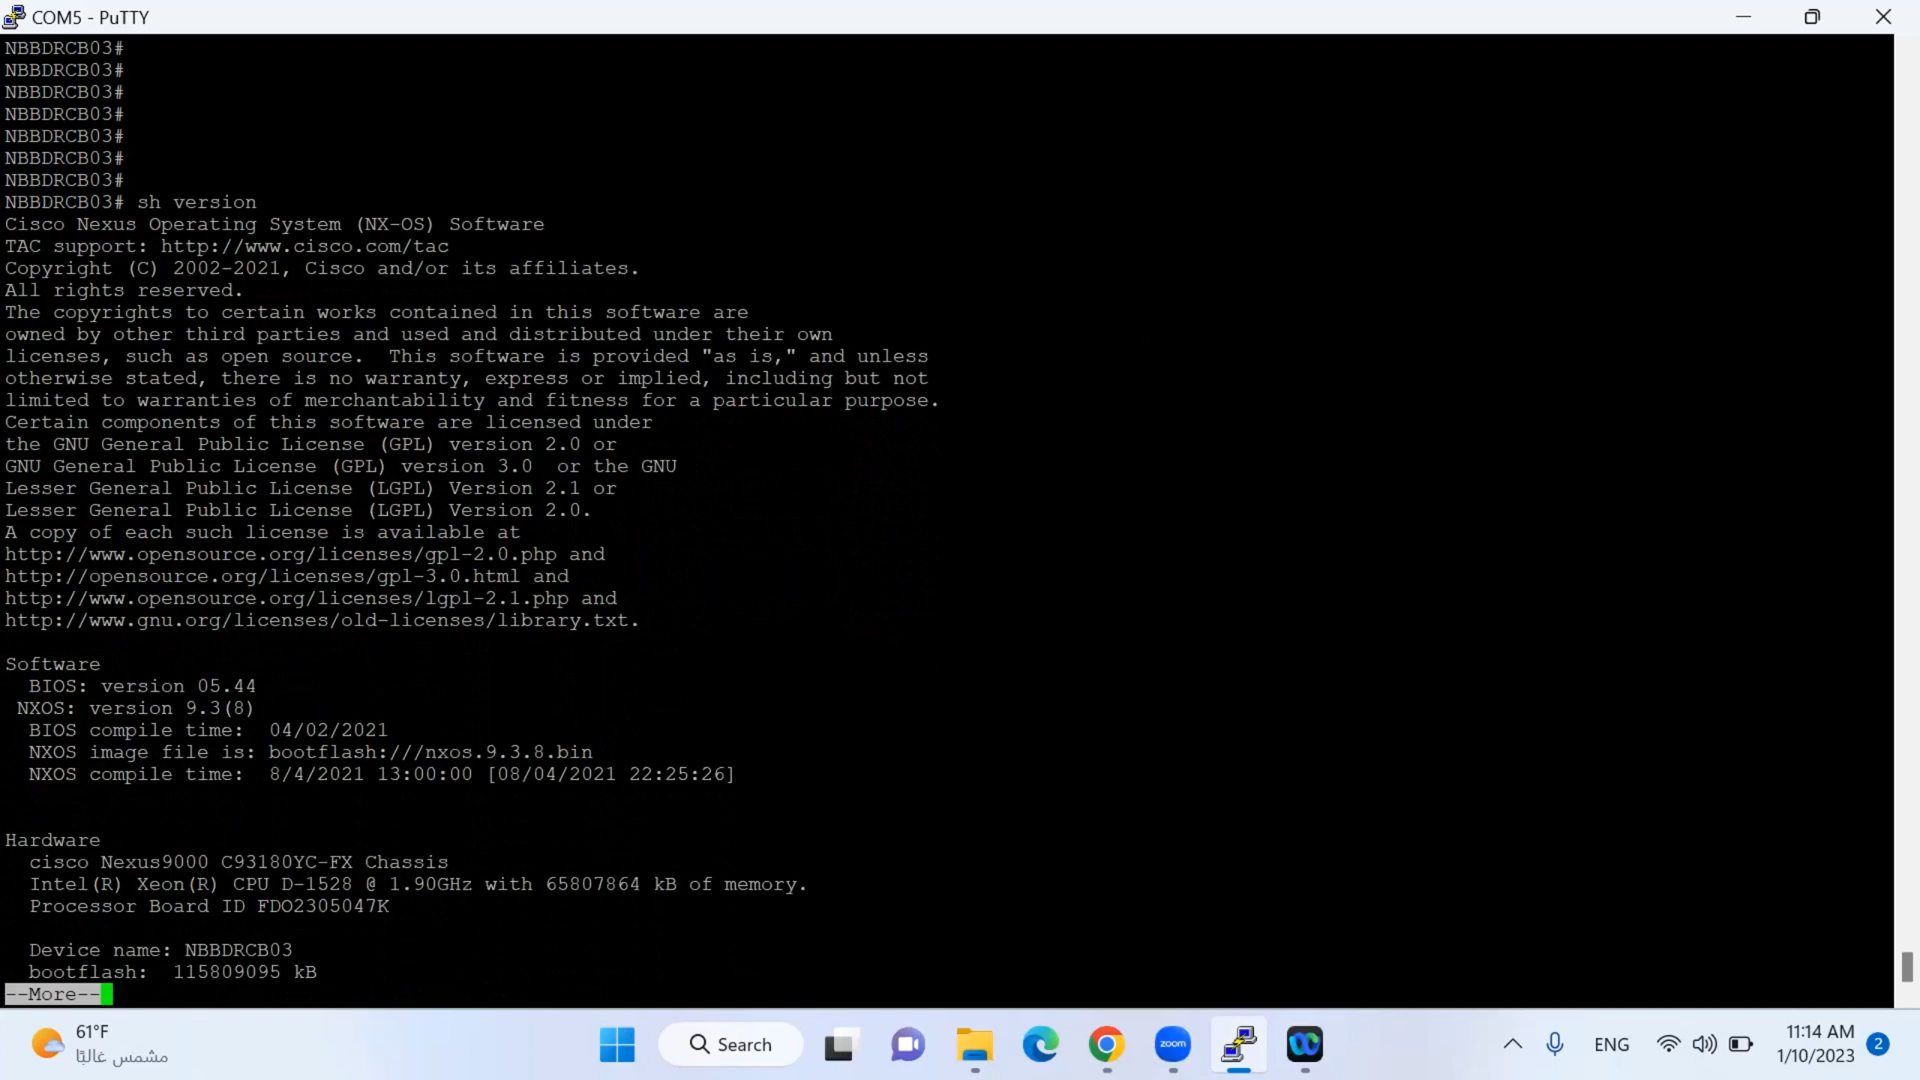 COM5 - PuTTY
NBBDRCB03#
NBBDRCB03#
NBBDRCB03#
NBBDRCB03#
NBBDRCB03#
NBBDRCB03#
NBBDRCB03#
NBBDRCB03# sh version
Cisco Nexus Operating System (NX-OS) Software
TAC support: http://www.cisco.com/tac
Copyright (C) 2002-2021, Cisco and/or its affiliates.
All rights reserved.
The copyrights to certain works contained in this software are
owned by other third parties and used and distributed under their own
licenses, such as open source.  This software is provided "as is," and unless
otherwise stated, there is no warranty, express or implied, including but not
limited to warranties of merchantability and fitness for a particular purpose.
Certain components of this software are licensed under
the GNU General Public License (GPL) version 2.0 or
GNU General Public License (GPL) version 3.0  or the GNU
Lesser General Public License (LGPL) Version 2.1 or
Lesser General Public License (LGPL) Version 2.0.
A copy of each such license is available at
http://www.opensource.org/licenses/gpl-2.0.php and
http://opensource.org/licenses/gpl-3.0.html and
http://www.opensource.org/licenses/lgpl-2.1.php and
http://www.gnu.org/licenses/old-licenses/library.txt.
Software
BIOS: version 05.44
NXOS: version 9.3(8)
BIOS compile time:  04/02/2021
NXOS image file is: bootflash:///nxos.9.3.8.bin
NXOS compile time:  8/4/2021 13:00:00 [08/04/2021 22:25:26]
Hardware
cisco Nexus9000 C93180YC-FX Chassis
Intel(R) Xeon(R) CPU D-1528 @ 1.90GHz with 65807864 kB of memory.
Processor Board ID FDO2305047K
Device name: NBBDRCB03
bootflash:  115809095 kB
--More--
61°F
مشمس غالبًا
Search
zoom
ENG
11:14 AM
1/10/2023
2